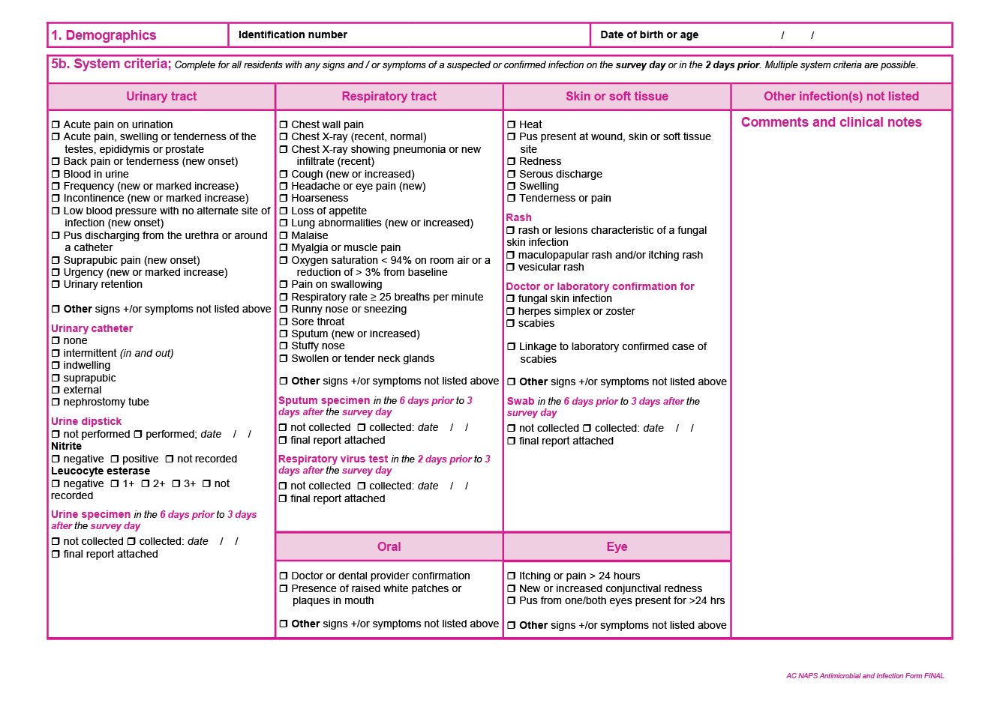 1. Demographics
Identification number
Date of birth or age / /
5b. System criteria; Complete for all residents with any signs and / or symptoms of a suspected or confirmed infection on the survey day or in the 2 days prior. Multiple system criteria are possible.
Urinary tract
☐ Acute pain on urination
☐ Acute pain, swelling or tenderness of the
testes, epididymis or prostate
☐ Back pain or tenderness (new onset)
☐ Blood in urine
☐ Frequency (new or marked increase)
☐ Incontinence (new or marked increase)
☐ Low blood pressure with no alternate site of
infection (new onset)
☐ Pus discharging from the urethra or around
a catheter
☐ Suprapubic pain (new onset)
☐ Urgency (new or marked increase)
☐ Urinary retention
☐ Other signs +/or symptoms not listed above
Urinary catheter
☐ none
☐ intermittent (in and out)
☐ indwelling
☐ suprapubic
☐ external
☐ nephrostomy tube
Urine dipstick
☐ not performed ☐ performed; date / /
Nitrite
☐ negative ☐ positive ☐ not recorded
Leucocyte esterase
☐ negative ☐ 1+ ☐ 2+ ☐ 3+ ☐ not
recorded
Urine specimen in the 6 days prior to 3 days
after the survey day
☐ not collected ☐ collected: date / /
☐ final report attached
Respiratory tract
☐ Chest wall pain
☐ Chest X-ray (recent, normal)
☐ Chest X-ray showing pneumonia or new
infiltrate (recent)
☐ Cough (new or increased)
☐ Headache or eye pain (new)
☐ Hoarseness
☐ Loss of appetite
☐ Lung abnormalities (new or increased)
☐ Malaise
☐ Myalgia or muscle pain
☐ Oxygen saturation < 94% on room air or a
reduction of > 3% from baseline
☐ Pain on swallowing
☐ Respiratory rate ≥ 25 breaths per minute
☐ Runny nose or sneezing
☐ Sore throat
☐ Sputum (new or increased)
☐ Stuffy nose
☐ Swollen or tender neck glands
☐ Other signs +/or symptoms not listed above
Sputum specimen in the 6 days prior to 3
days after the survey day
☐ not collected ☐ collected: date / /
☐ final report attached
Respiratory virus test in the 2 days prior to 3
days after the survey day
☐ not collected ☐ collected: date / /
☐ final report attached
Oral
☐ Doctor or dental provider confirmation
☐ Presence of raised white patches or
plaques in mouth
☐ Other signs +/or symptoms not listed above
Skin or soft tissue
☐ Heat
☐ Pus present at wound, skin or soft tissue
site
☐ Redness
☐ Serous discharge
☐ Swelling
☐ Tenderness or pain
Rash
☐ rash or lesions characteristic of a fungal
skin infection
☐ maculopapular rash and/or itching rash
☐ vesicular rash
Doctor or laboratory confirmation for
☐ fungal skin infection
☐ herpes simplex or zoster
☐ scabies
☐ Linkage to laboratory confirmed case of
scabies
☐ Other signs +/or symptoms not listed above
Swab in the 6 days prior to 3 days after the
survey day
☐ not collected ☐ collected: date / /
☐ final report attached
Eye
☐ Itching or pain > 24 hours
☐ New or increased conjunctival redness
☐ Pus from one/both eyes present for >24 hrs
☐ Other signs +/or symptoms not listed above
Other infection(s) not listed
Comments and clinical notes
AC NAPS Antimicrobial and Infection Form FINAL